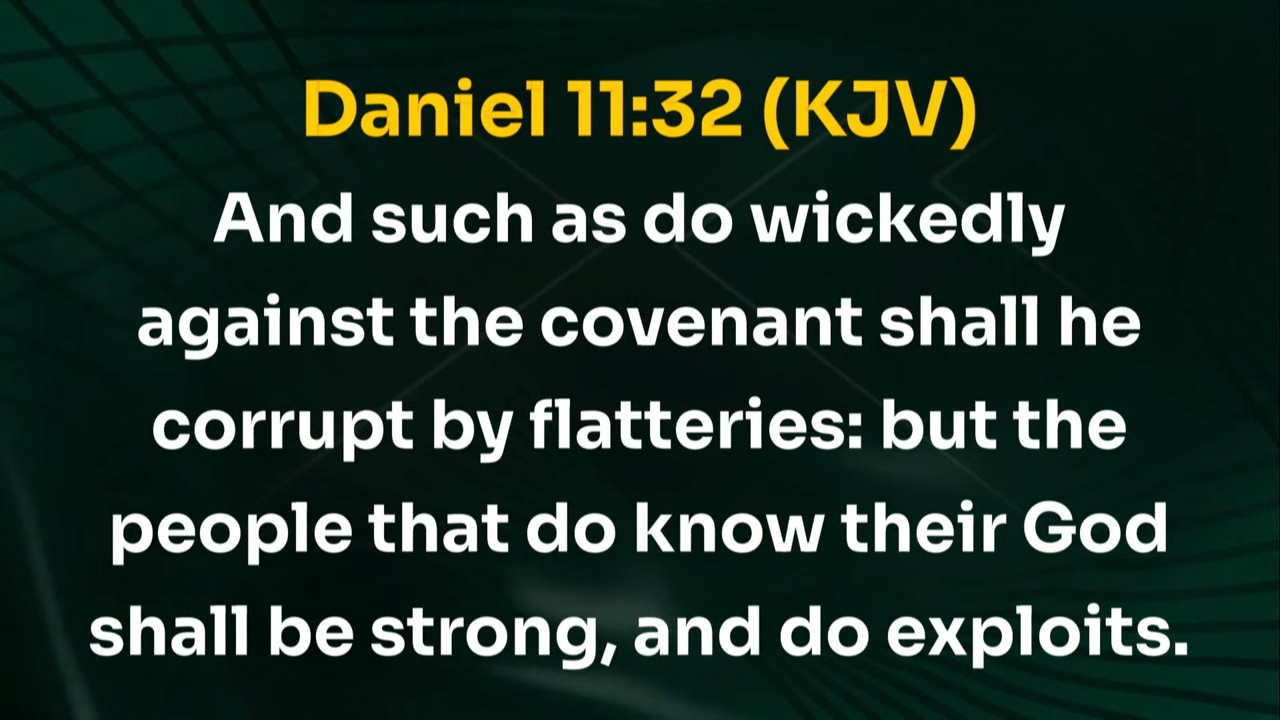 Daniel 11:32 (KJV)
And such as do wickedly
against the covenant shall he
corrupt by flatteries: but the
people that do know their God
shall be strong, and do exploits.